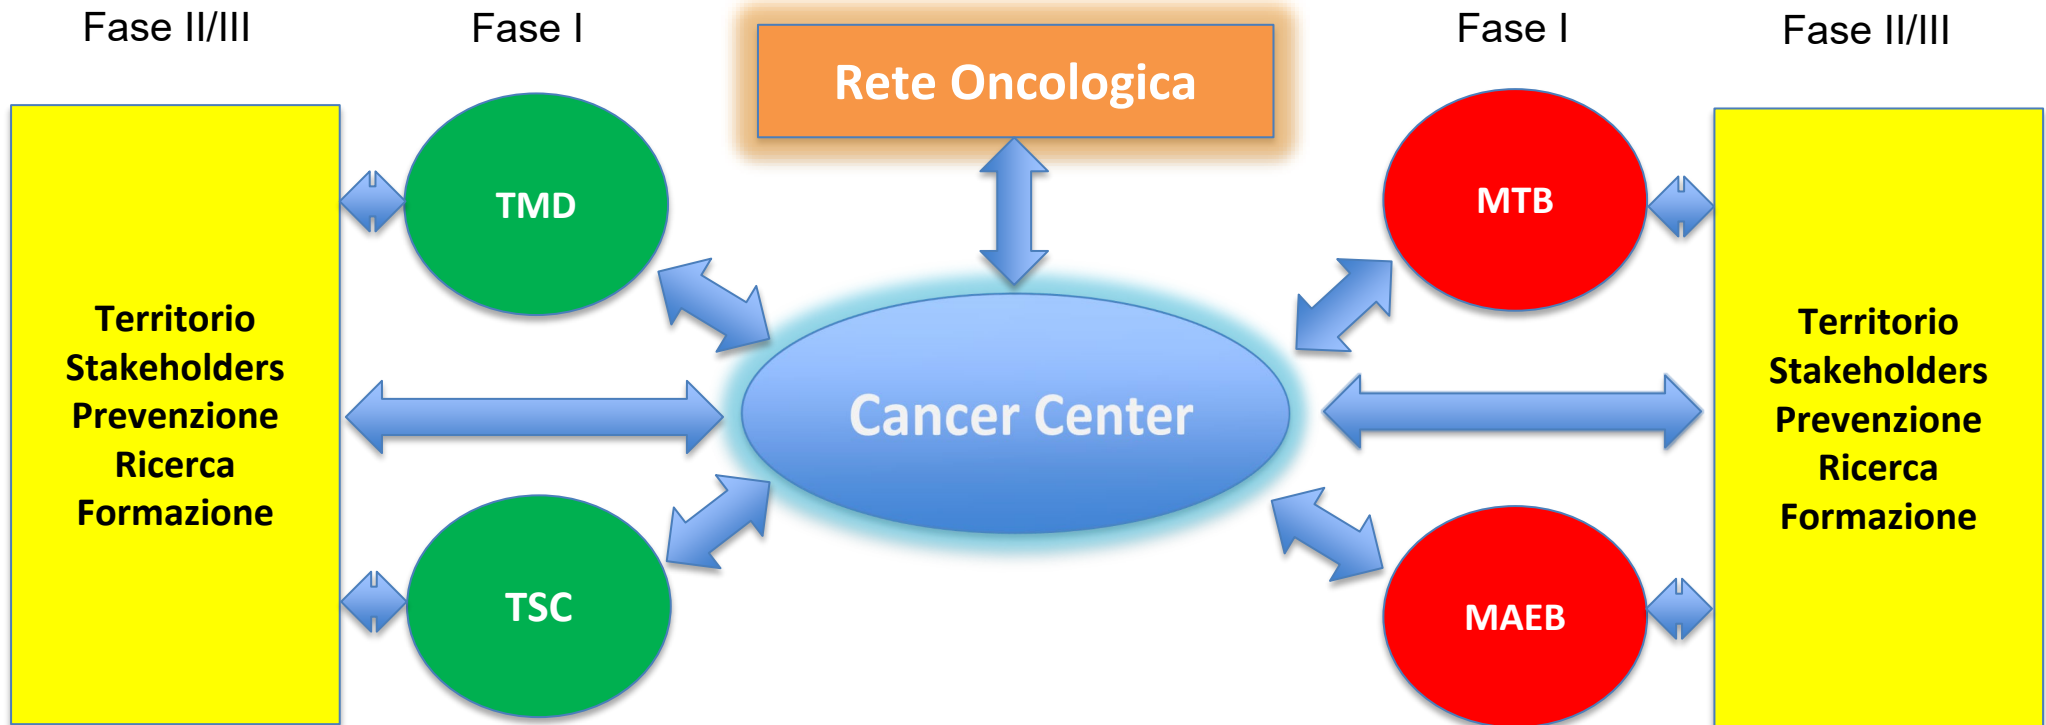 Fase II/III
Fase I
Rete Oncologica
Fase I
Fase II/III
TMD
MTB
Territorio
Stakeholders
Prevenzione
Ricerca
Formazione
Cancer Center
Territorio
Stakeholders
Prevenzione
Ricerca
Formazione
TSC
MAEB